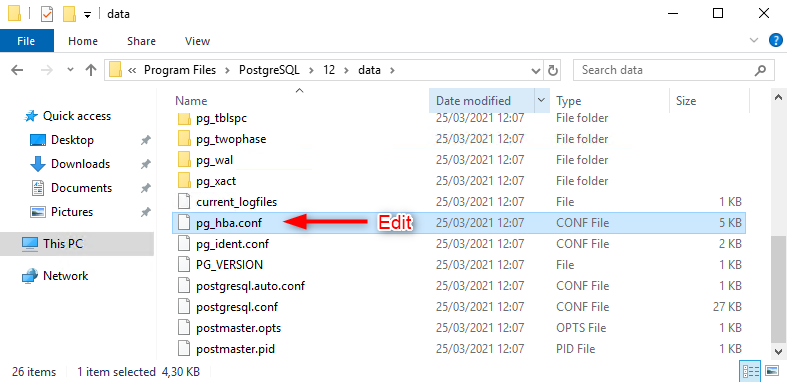 data
File Home Share View
« Program Files > PostgreSQL > 12 > data > Search data
Name Date modified Type Size
Quick access
Desktop
Downloads
Documents
Pictures
This PC
Network
pg_tblspc 25/03/2021 12:07 File folder
pg_twophase 25/03/2021 12:07 File folder
pg_wal 25/03/2021 12:07 File folder
pg_xact 25/03/2021 12:07 File folder
current_logfiles 25/03/2021 12:07 File 1 KB
pg_hba.conf Edit 25/03/2021 12:07 CONF File 5 KB
pg_ident.conf 25/03/2021 12:07 CONF File 2 KB
PG_VERSION 25/03/2021 12:07 File 1 KB
postgresql.auto.conf 25/03/2021 12:07 CONF File 1 KB
postgresql.conf 25/03/2021 12:07 CONF File 27 KB
postmaster.opts 25/03/2021 12:07 OPTS File 1 KB
postmaster.pid 25/03/2021 12:07 PID File 1 KB
26 items 1 item selected 4,30 KB